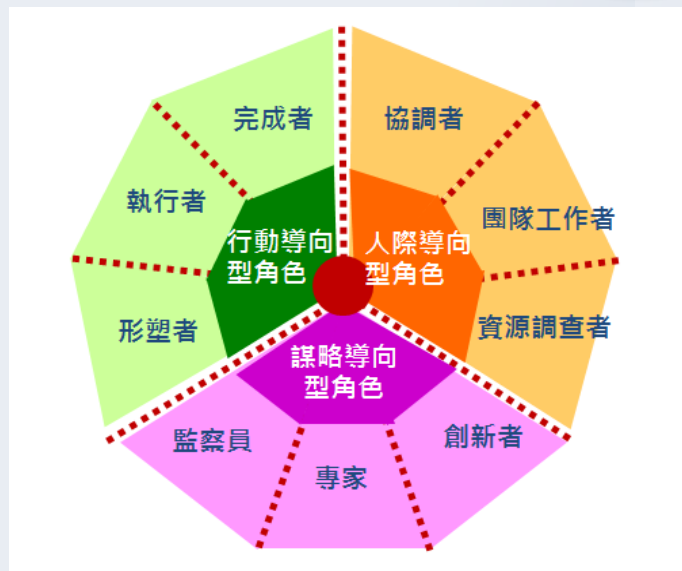 完成者
協調者
執行者
團隊工作者
行動導向
型角色
人際導向
型角色
形塑者
資源調查者
謀略導向
型角色
監察員
創新者
專家